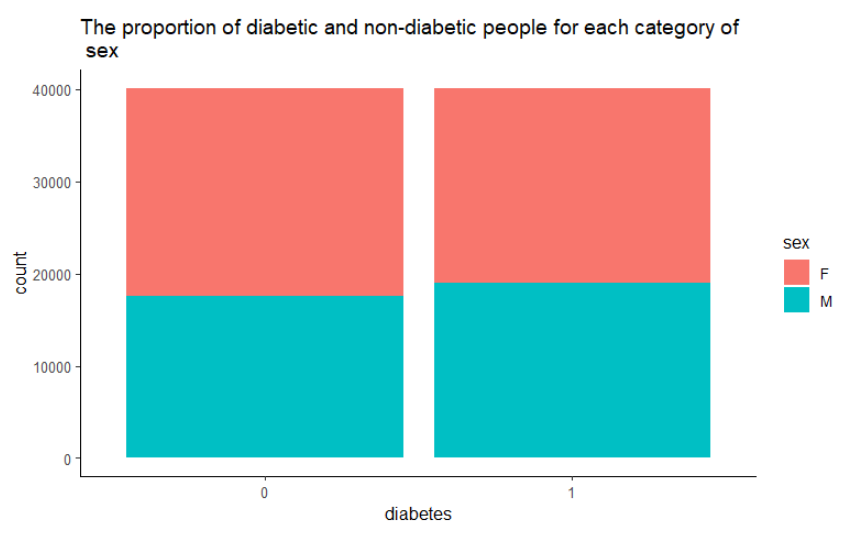 The proportion of diabetic and non-diabetic people for each category of
sex
40000
30000
20000
10000
0
count
0
1
diabetes
sex
F
M